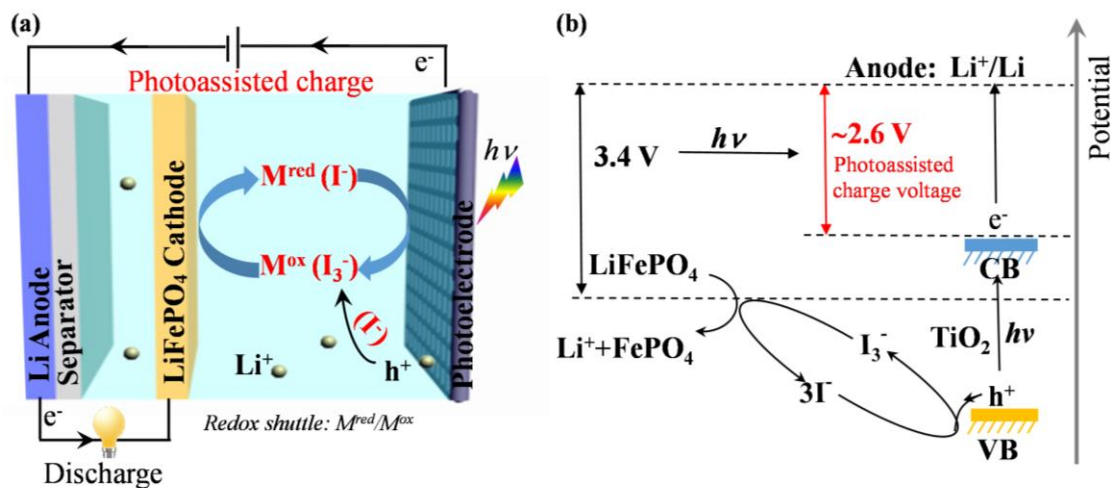 (a)
e⁻
Photoassisted charge
hν
Li Anode
Separator
LiFePO₄ Cathode
Mʳᵉᵈ (I⁻)
Mᵒˣ (I₃⁻)
(I⁻)
Li⁺
h⁺
Photoelectrode
e⁻
Redox shuttle: Mʳᵉᵈ/Mᵒˣ
Discharge
(b)
Anode: Li⁺/Li
Potential
3.4 V
hν
~2.6 V
Photoassisted
charge voltage
e⁻
CB
LiFePO₄
TiO₂
hν
Li⁺+FePO₄
I₃⁻
3I⁻
h⁺
VB